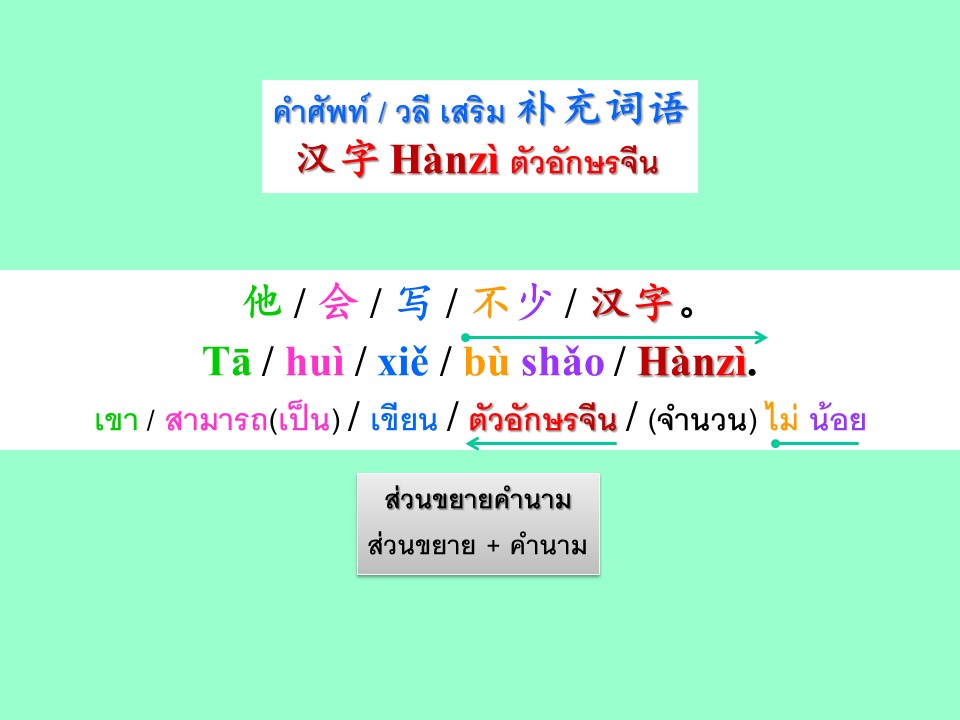 คำศัพท์ / วลี เสริม 补充词语
汉字 Hànzì ตัวอักษรจีน
他 / 会 / 写 / 不少 / 汉字。
Tā / huì / xiě / bù shǎo / Hànzì.
เขา / สามารถ(เป็น) / เขียน / ตัวอักษรจีน / (จำนวน) ไม่ น้อย
ส่วนขยายคำนาม
ส่วนขยาย + คำนาม